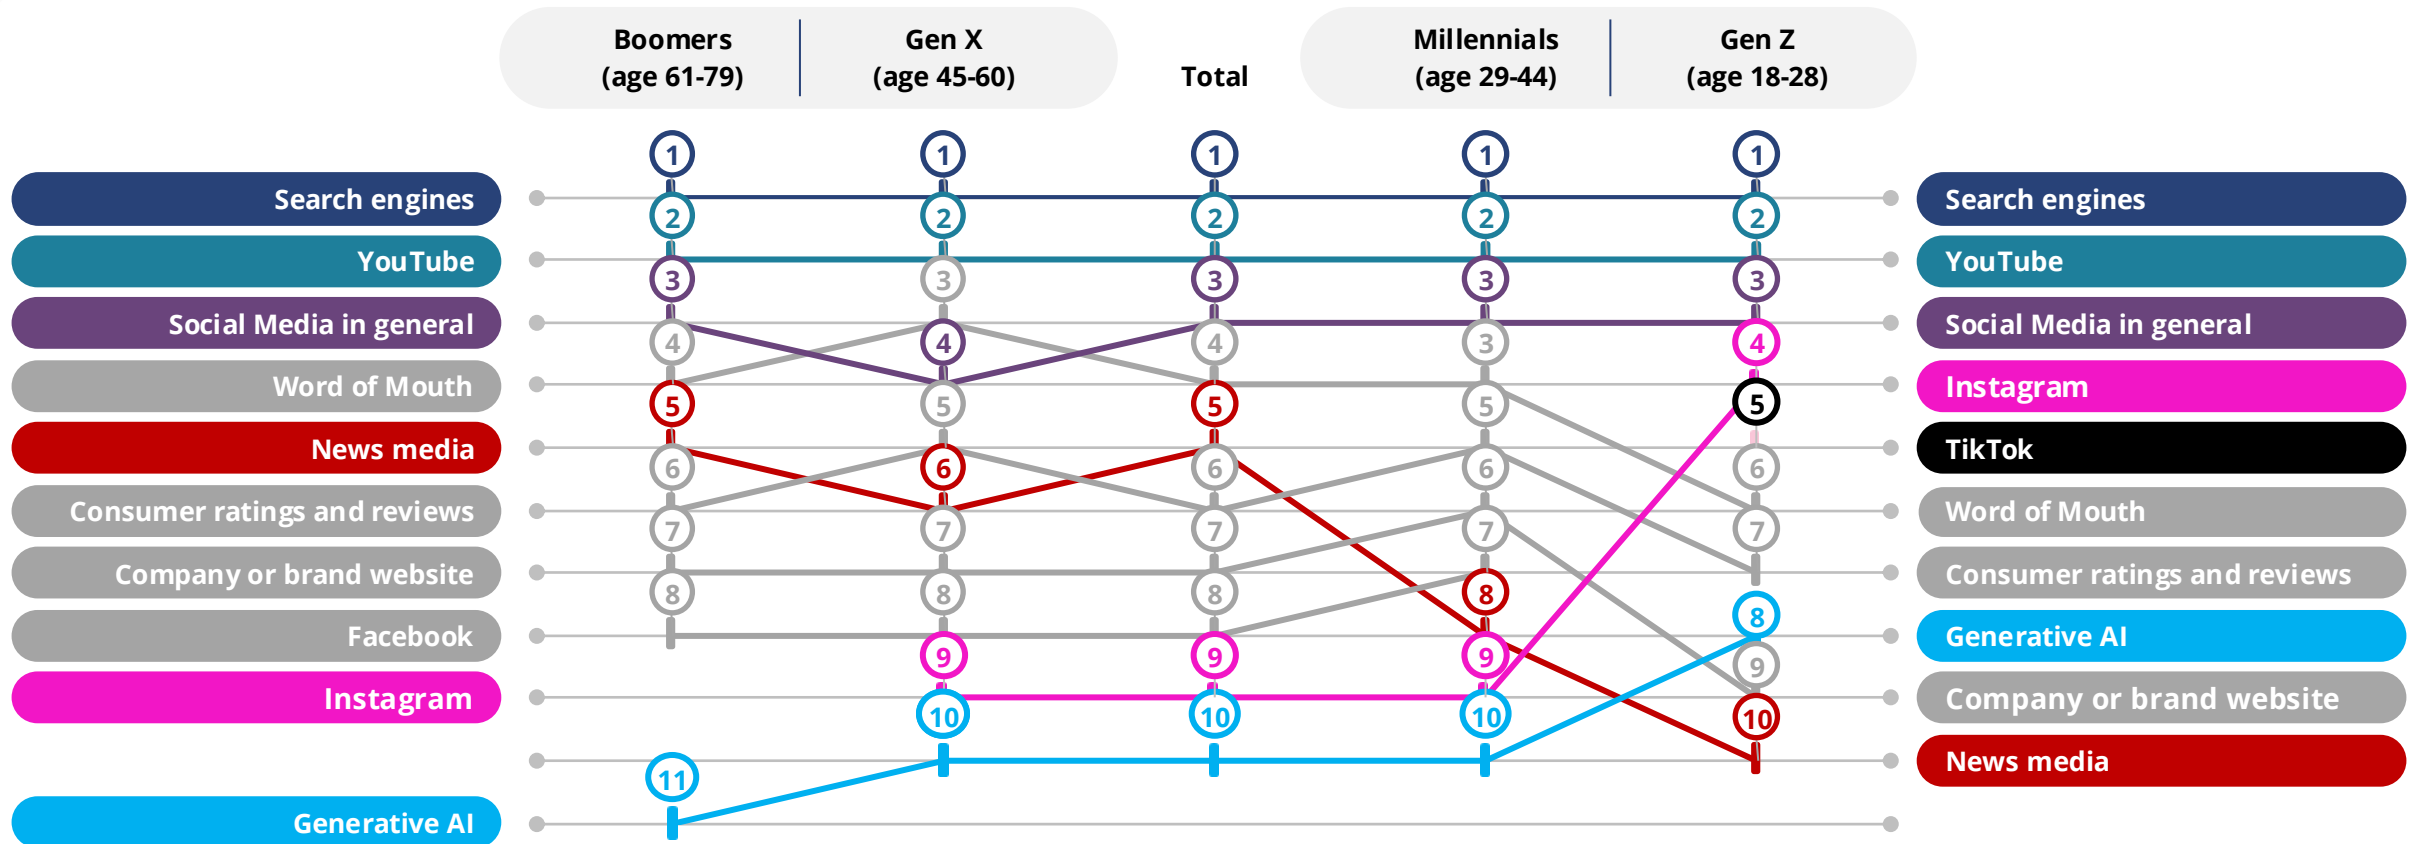 Boomers
(age 61-79)
Gen X
(age 45-60)
Total
Millennials
(age 29-44)
Gen Z
(age 18-28)
1 1 1 1 1
Search engines Search engines
2 2 2 2 2
YouTube YouTube
3 3 3 3 3
Social Media in general Social Media in general
4 4 4 3 4
Word of Mouth Instagram
5 5 5 5 5
News media TikTok
6 6 6 6 6
Consumer ratings and reviews Word of Mouth
7 7 7 7 7
Company or brand website Consumer ratings and reviews
8 8 8 8 8
Facebook Generative AI
9 9 9 9
Instagram Company or brand website
10 10 10 10
News media
11
Generative AI